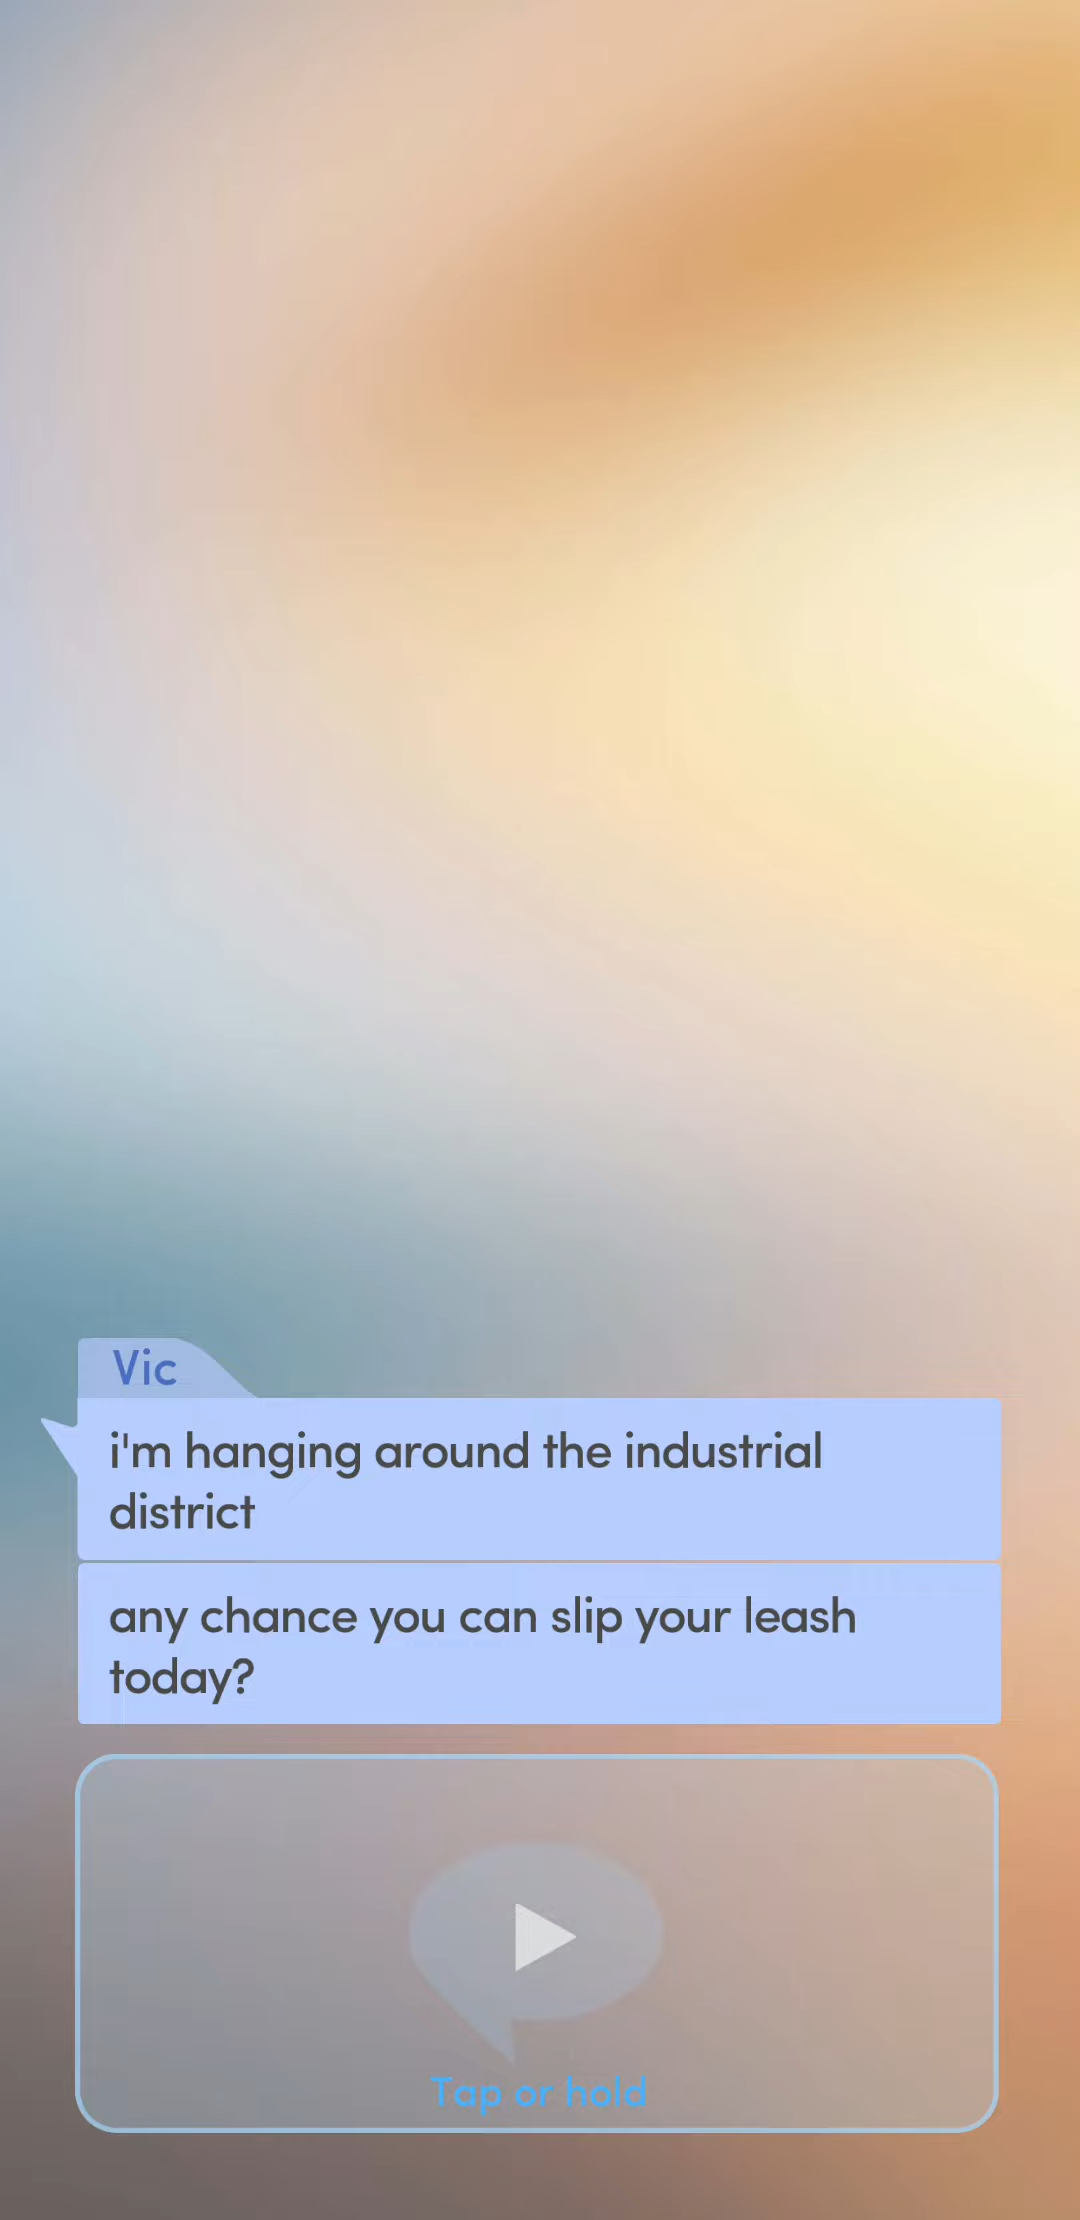 Vic
i'm hanging around the industrial
district
any chance you can slip your leash
today?
Tap or hold